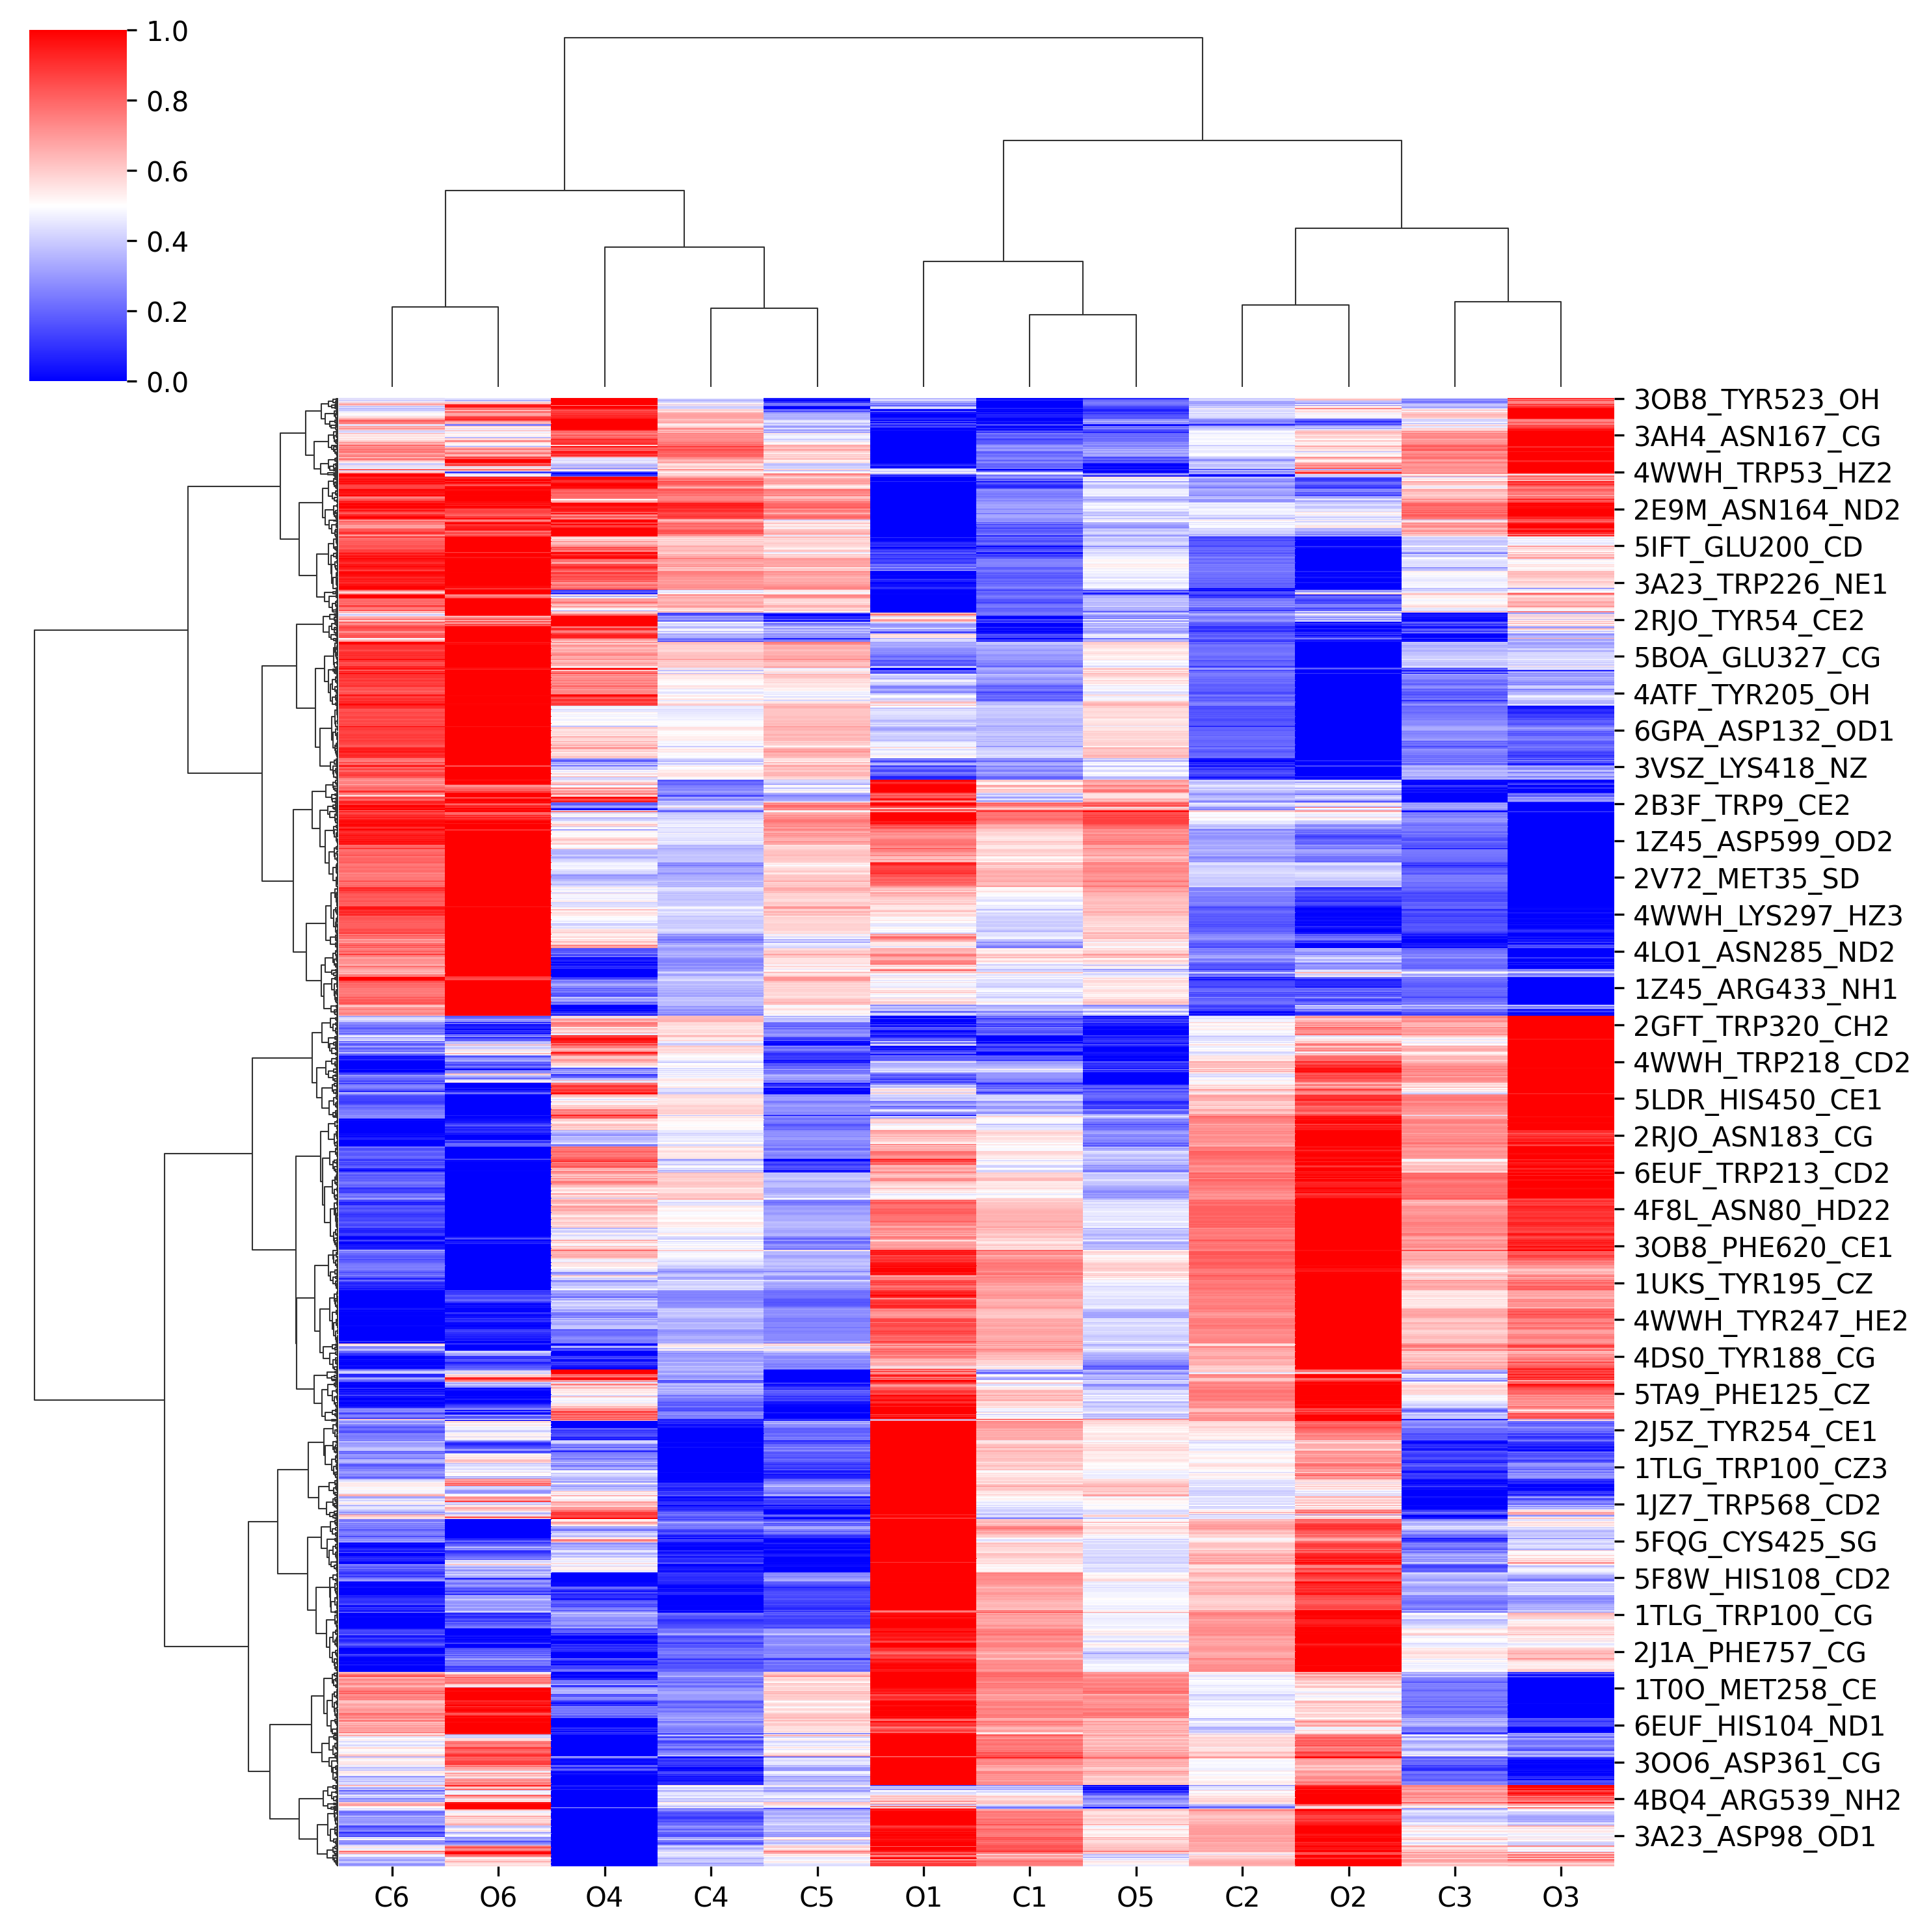 1.0
0.8
0.6
0.4
0.2
0.0
3OB8_TYR523_OH
3AH4_ASN167_CG
4WWH_TRP53_HZ2
2E9M_ASN164_ND2
5IFT_GLU200_CD
3A23_TRP226_NE1
2RJO_TYR54_CE2
5BOA_GLU327_CG
4ATF_TYR205_OH
6GPA_ASP132_OD1
3VSZ_LYS418_NZ
2B3F_TRP9_CE2
1Z45_ASP599_OD2
2V72_MET35_SD
4WWH_LYS297_HZ3
4LO1_ASN285_ND2
1Z45_ARG433_NH1
2GFT_TRP320_CH2
4WWH_TRP218_CD2
5LDR_HIS450_CE1
2RJO_ASN183_CG
6EUF_TRP213_CD2
4F8L_ASN80_HD22
3OB8_PHE620_CE1
1UKS_TYR195_CZ
4WWH_TYR247_HE2
4DS0_TYR188_CG
5TA9_PHE125_CZ
2J5Z_TYR254_CE1
1TLG_TRP100_CZ3
1JZ7_TRP568_CD2
5FQG_CYS425_SG
5F8W_HIS108_CD2
1TLG_TRP100_CG
2J1A_PHE757_CG
1T0O_MET258_CE
6EUF_HIS104_ND1
3OO6_ASP361_CG
4BQ4_ARG539_NH2
3A23_ASP98_OD1
C6 O6 O4 C4 C5 O1 C1 O5 C2 O2 C3 O3